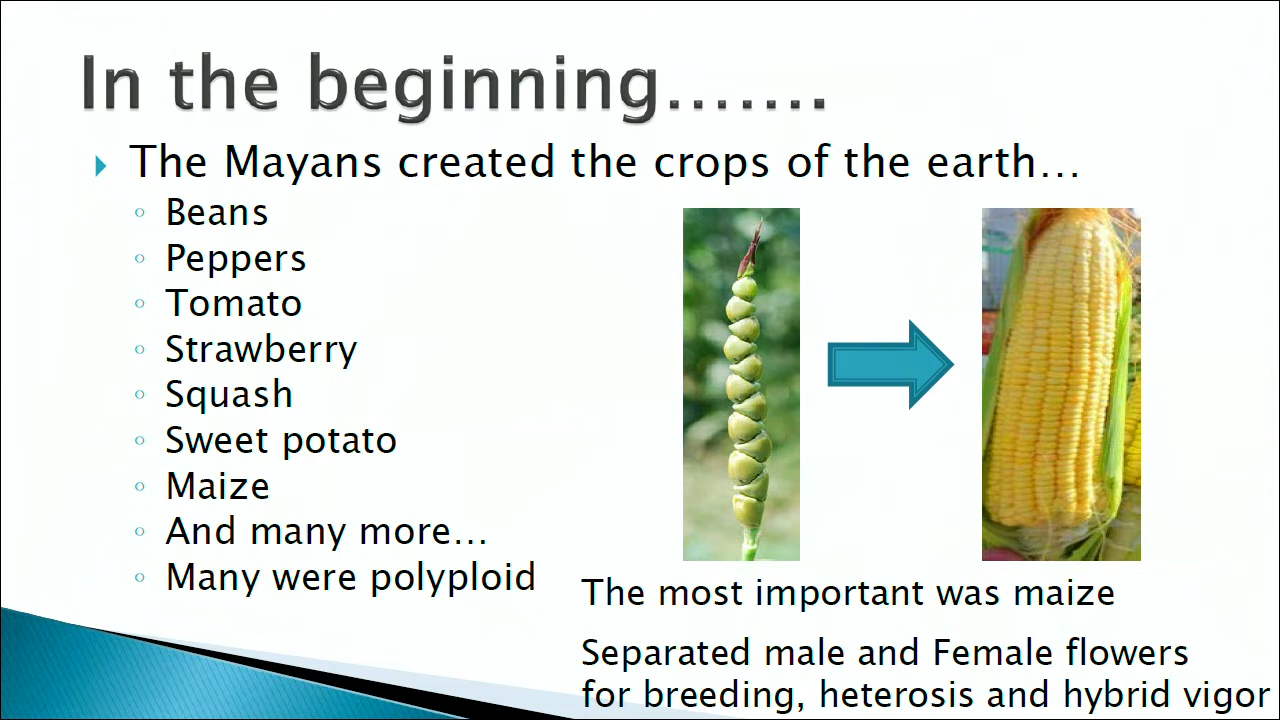 In the beginning.......
The Mayans created the crops of the earth…
Beans
Peppers
Tomato
Strawberry
Squash
Sweet potato
Maize
And many more…
Many were polyploid
The most important was maize
Separated male and Female flowers
for breeding, heterosis and hybrid vigor